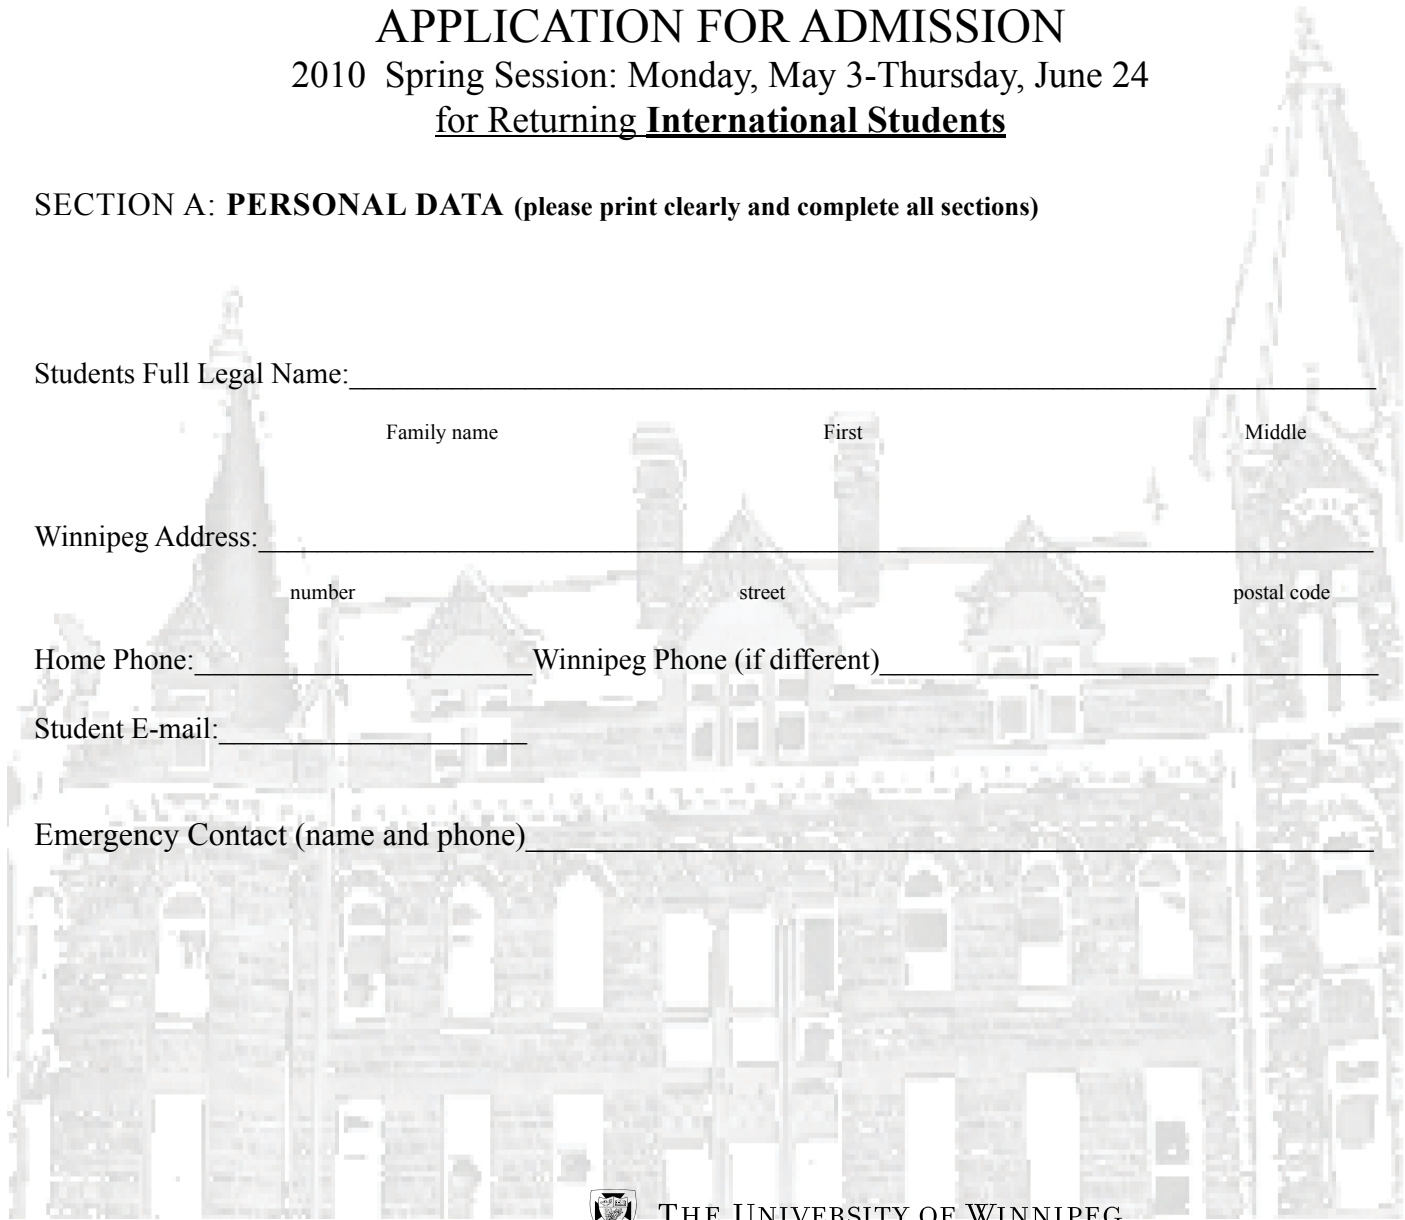 APPLICATION FOR ADMISSION
2010 Spring Session: Monday, May 3-Thursday, June 24
for Returning International Students
SECTION A: PERSONAL DATA (please print clearly and complete all sections)
Students Full Legal Name:
Family name First Middle
Winnipeg Address:
number street postal code
Home Phone: Winnipeg Phone (if different)
Student E-mail:
Emergency Contact (name and phone)
THE UNIVERSITY OF WINNIPEG